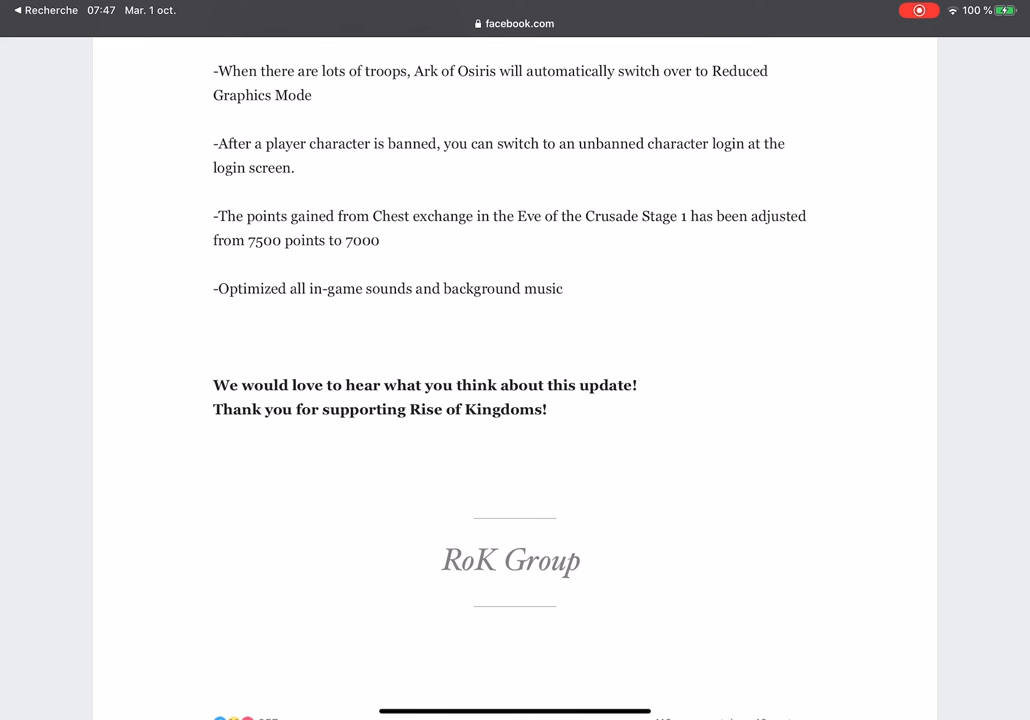 Recherche 07:47 Mar. 1 oct. 100 %
facebook.com
-When there are lots of troops, Ark of Osiris will automatically switch over to Reduced
Graphics Mode
-After a player character is banned, you can switch to an unbanned character login at the
login screen.
-The points gained from Chest exchange in the Eve of the Crusade Stage 1 has been adjusted
from 7500 points to 7000
-Optimized all in-game sounds and background music
We would love to hear what you think about this update!
Thank you for supporting Rise of Kingdoms!
RoK Group